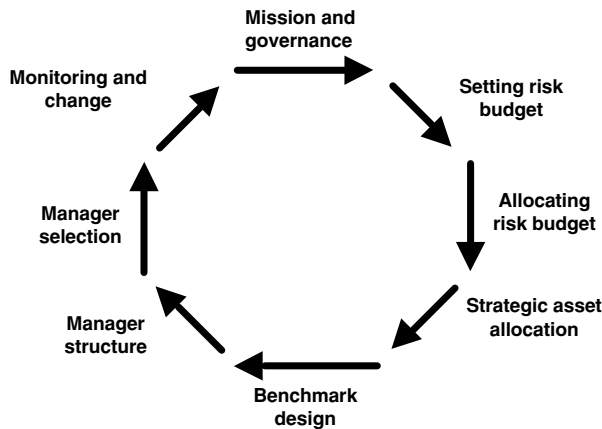 Mission and
governance
Setting risk
budget
Allocating
risk budget
Strategic asset
allocation
Benchmark
design
Manager
structure
Manager
selection
Monitoring and
change